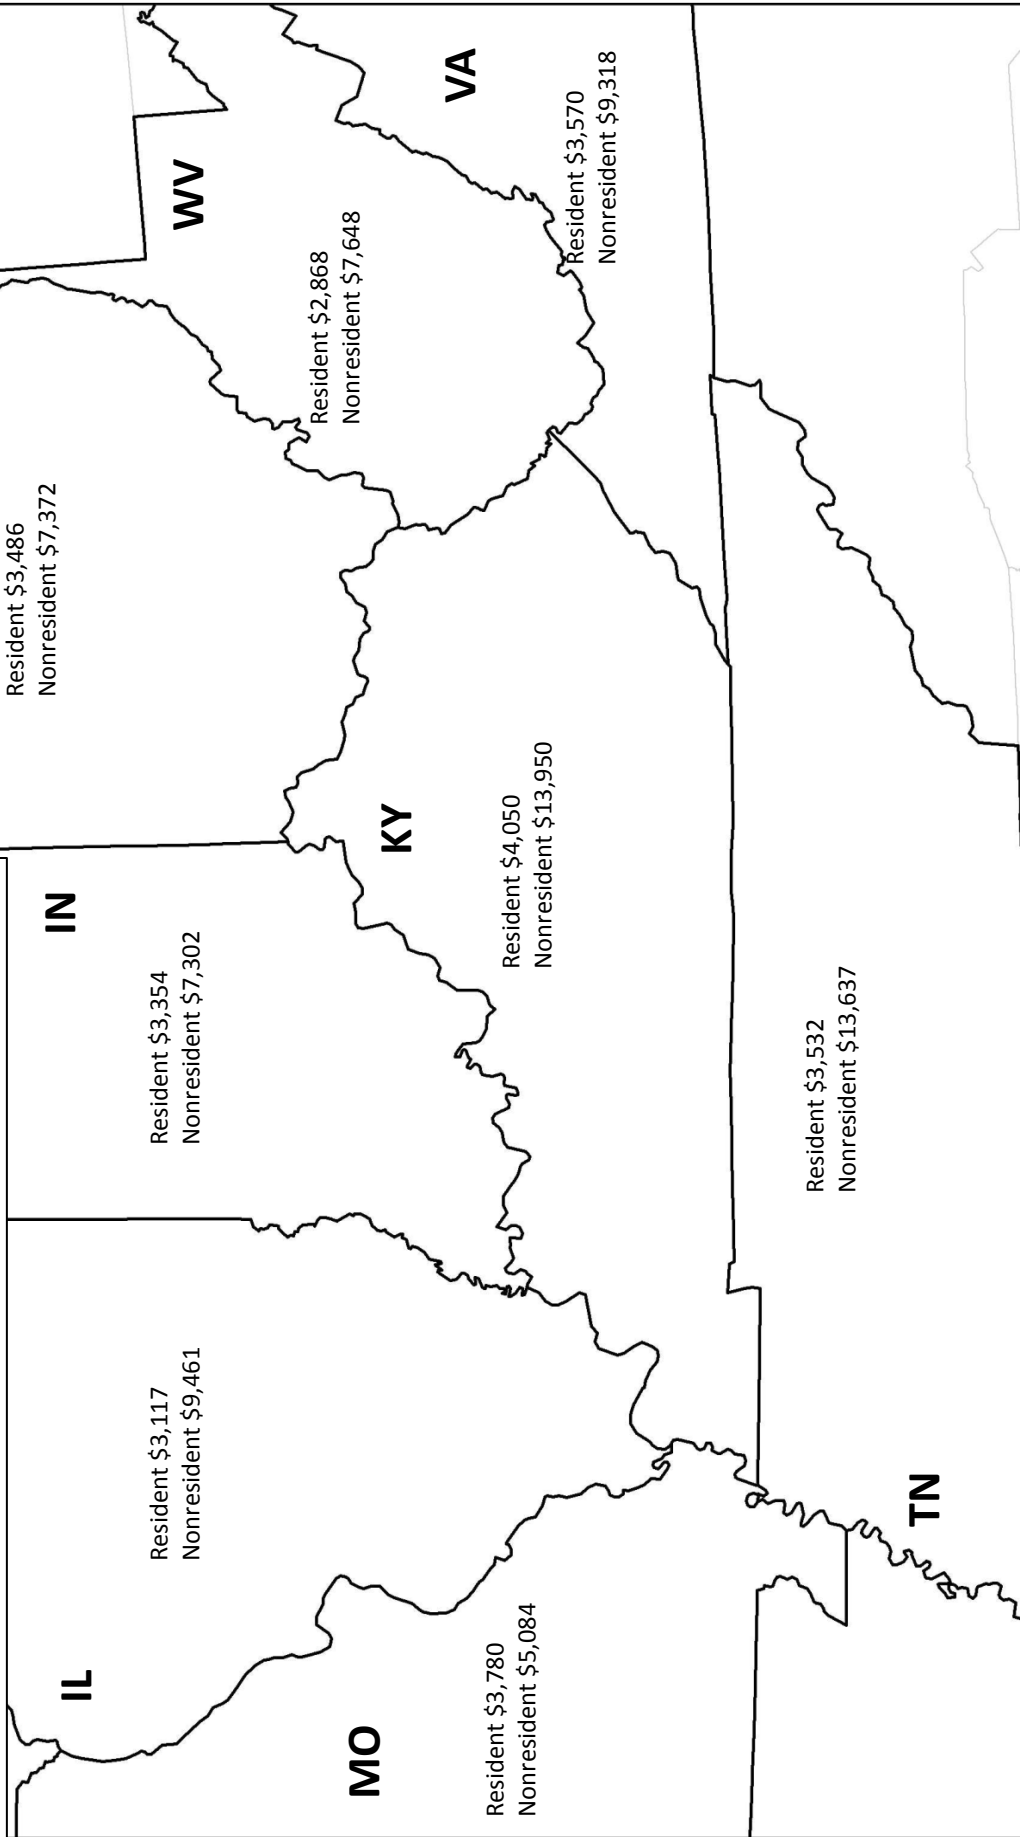 Resident $3,486
Nonresident $7,372
IN
WV
Resident $3,354
Nonresident $7,302
Resident $3,117
Nonresident $9,461
IL
Resident $2,868
Nonresident $7,648
VA
KY
MO
Resident $3,570
Nonresident $9,318
Resident $4,050
Nonresident $13,950
Resident $3,780
Nonresident $5,084
Resident $3,532
Nonresident $13,637
TN